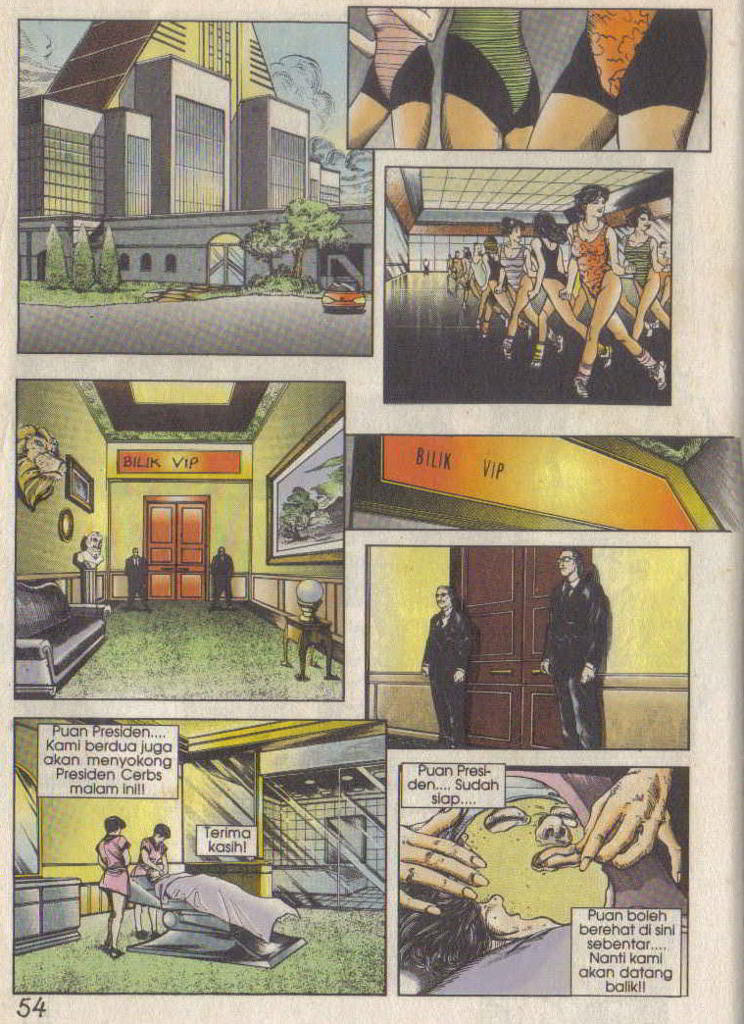 BILIK VIP
BILIK VIP
Puan Presiden....
Kami berdua juga
akan menyokong
Presiden Cerbs
malam ini!!
Terima
kasih!
Puan Presi-
den.... Sudah
siap....
Puan boleh
berehat di sini
sebentar....
Nanti kami
akan datang
balik!!
54